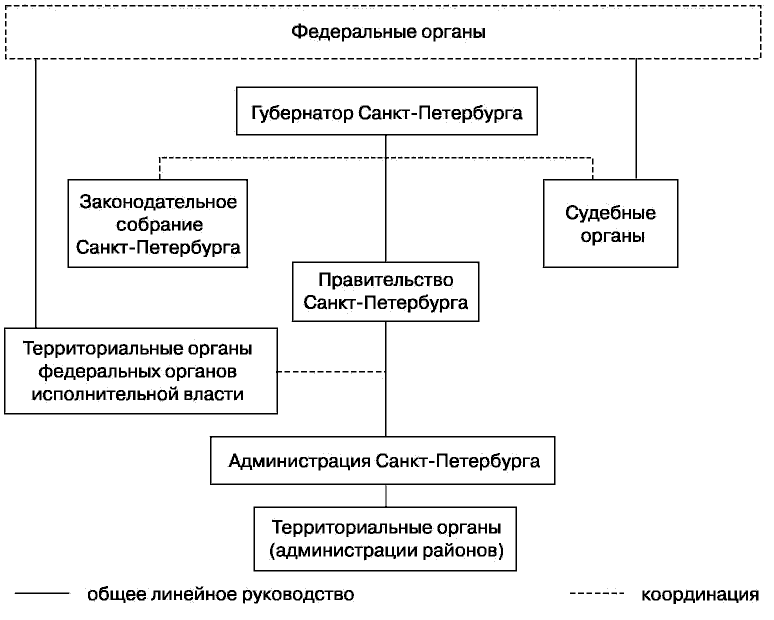 Федеральные органы
Губернатор Санкт-Петербурга
Законодательное
собрание
Санкт-Петербурга
Судебные
органы
Правительство
Санкт-Петербурга
Территориальные органы
федеральных органов
исполнительной власти
Администрация Санкт-Петербурга
Территориальные органы
(администрации районов)
общее линейное руководство
координация